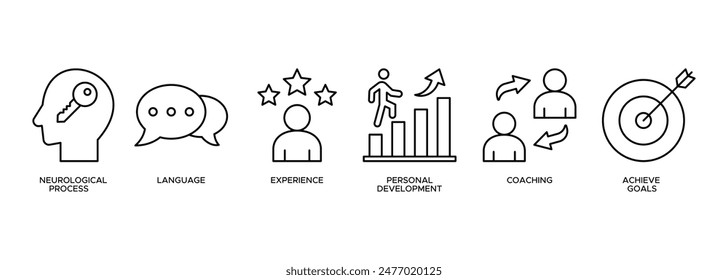 NEUROLOGICAL
PROCESS
LANGUAGE
EXPERIENCE
PERSONAL
DEVELOPMENT
COACHING
ACHIEVE
GOALS
shutterstock.com · 2477020125